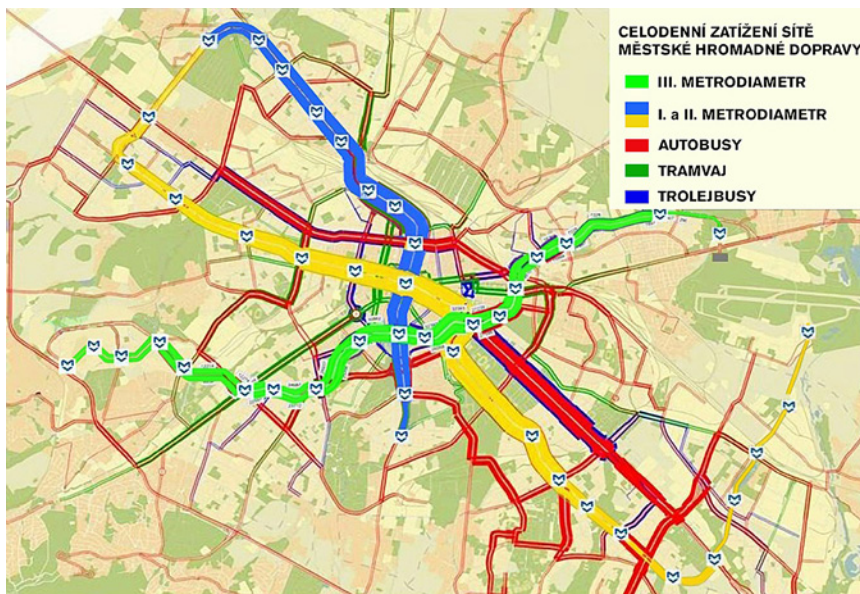 CELODENNÍ ZATÍŽENÍ SÍTĚ
MĚSTSKÉ HROMADNÉ DOPRAVY
III. METRODIAMETR
I. a II. METRODIAMETR
AUTOBUSY
TRAMVAJ
TROLEJBUSY